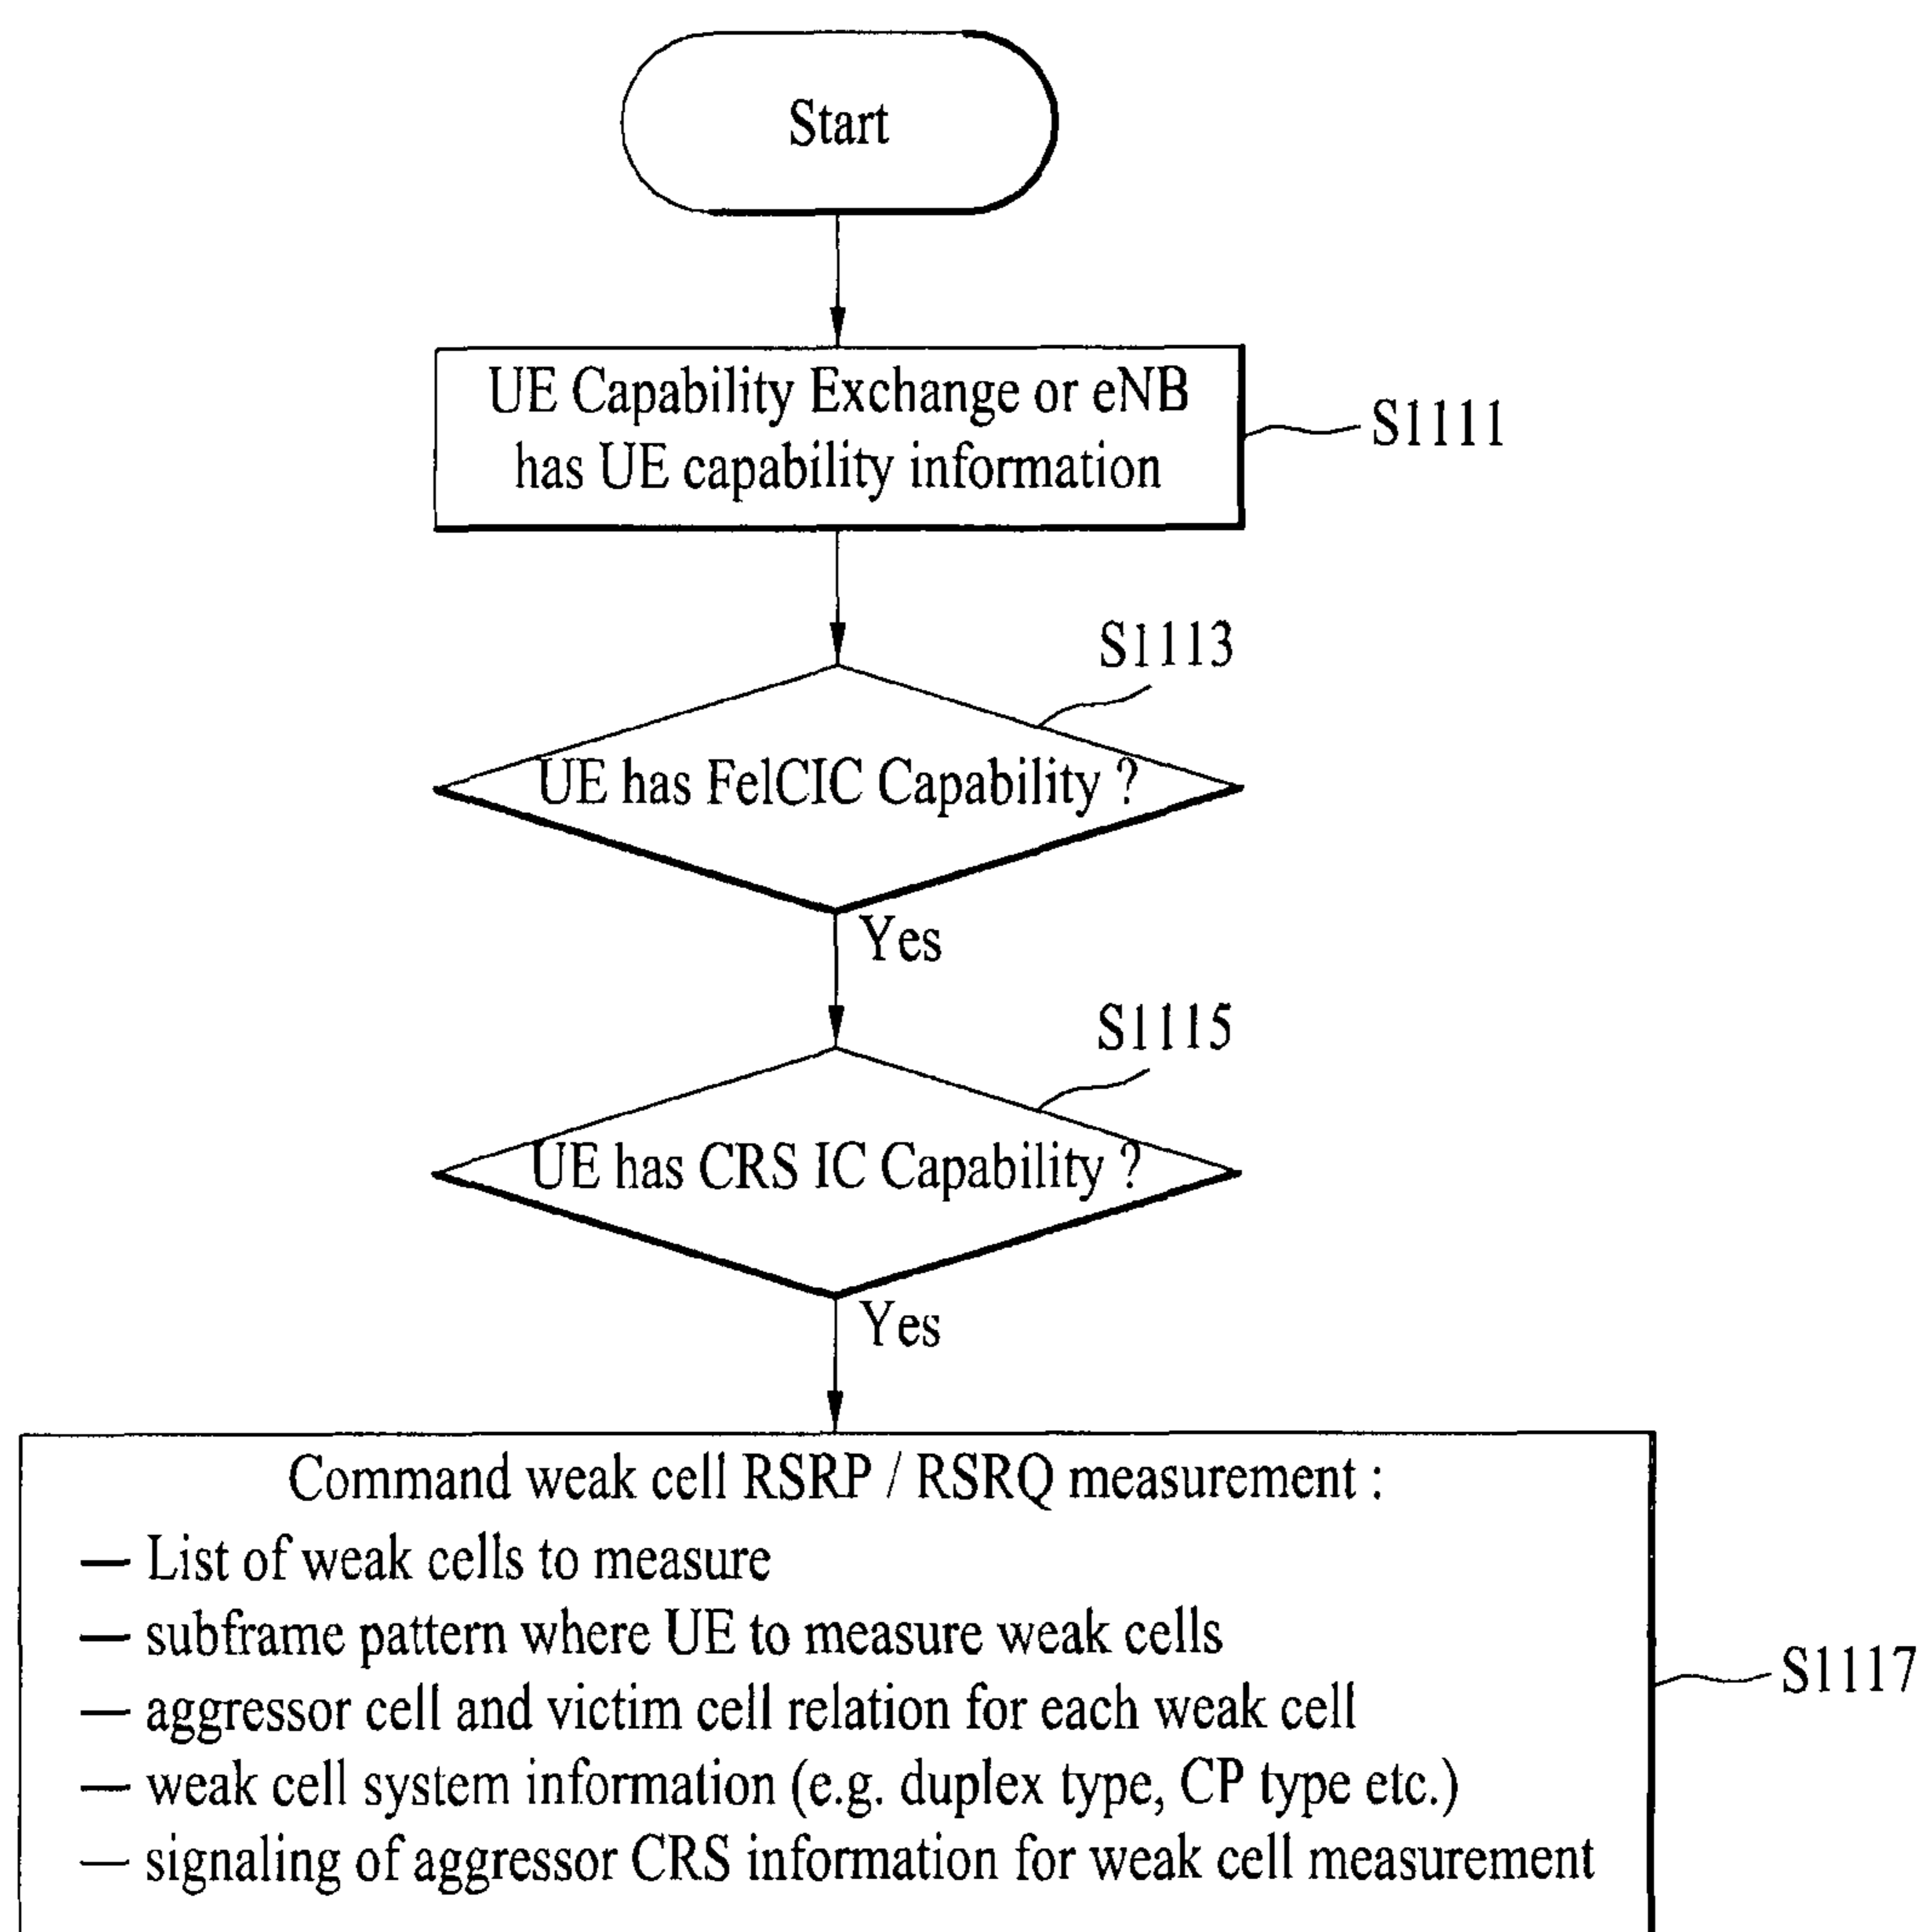 Start
UE Capability Exchange or eNB
has UE capability information
S1111
S1113
UE has FelCIC Capability ?
Yes
S1115
UE has CRS IC Capability ?
Yes
Command weak cell RSRP / RSRQ measurement :
— List of weak cells to measure
— subframe pattern where UE to measure weak cells
— aggressor cell and victim cell relation for each weak cell
— weak cell system information (e.g. duplex type, CP type etc.)
— signaling of aggressor CRS information for weak cell measurement
S1117